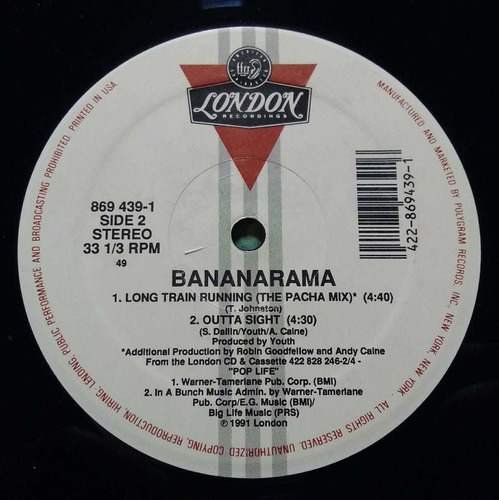 ffrr
LONDON
RECORDINGS
869 439-1
SIDE 2
STEREO
33 1/3 RPM
49
422-869439-1
BANANARAMA
1. LONG TRAIN RUNNING (THE PACHA MIX)* (4:40)
(T. Johnston)
2. OUTTA SIGHT (4:30)
(S. Dallin/Youth/A. Caine)
Produced by Youth
*Additional Production by Robin Goodfellow and Andy Caine
From the London CD & Cassette 422 828 246-2/4 -
"POP LIFE"
1. Warner-Tamerlane Pub. Corp. (BMI)
2. In A Bunch Music Admin. by Warner-Tamerlane
Pub. Corp/E.G. Music (BMI)/
Big Life Music (PRS)
℗ 1991 London
MANUFACTURED AND MARKETED BY POLYGRAM RECORDS, INC. NEW YORK, NEW YORK. ALL RIGHTS RESERVED. UNAUTHORIZED COPYING, REPRODUCTION, HIRING, LENDING, PUBLIC PERFORMANCE AND BROADCASTING PROHIBITED. PRINTED IN USA